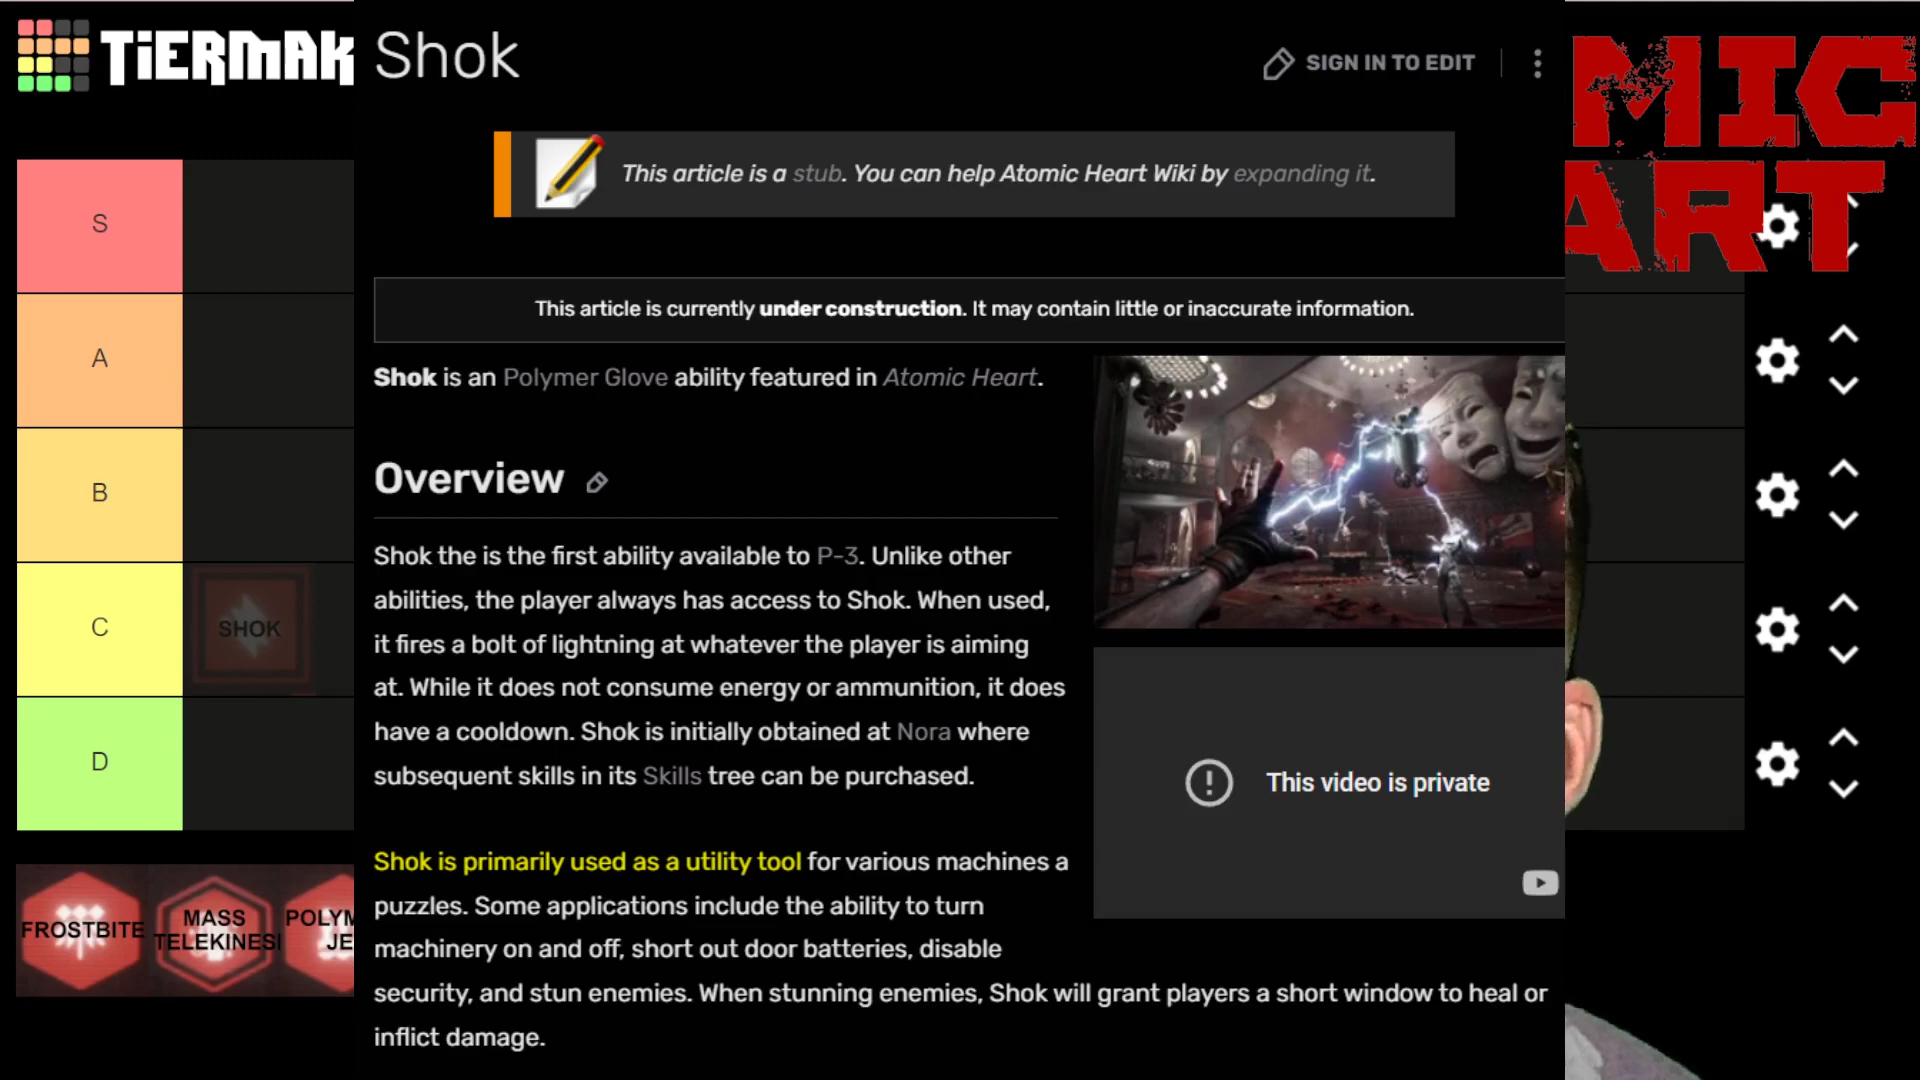 TiERMAK
Shok
SIGN IN TO EDIT
MIC
ART
This article is a stub. You can help Atomic Heart Wiki by expanding it.
This article is currently under construction. It may contain little or inaccurate information.
Shok is an Polymer Glove ability featured in Atomic Heart.
Overview
Shok the is the first ability available to P-3. Unlike other
abilities, the player always has access to Shok. When used,
it fires a bolt of lightning at whatever the player is aiming
at. While it does not consume energy or ammunition, it does
have a cooldown. Shok is initially obtained at Nora where
subsequent skills in its Skills tree can be purchased.
Shok is primarily used as a utility tool for various machines a
puzzles. Some applications include the ability to turn
machinery on and off, short out door batteries, disable
security, and stun enemies. When stunning enemies, Shok will grant players a short window to heal or
inflict damage.
This video is private
S
A
B
C
SHOK
D
FROSTBITE
MASS
TELEKINESI
POLYM
JE